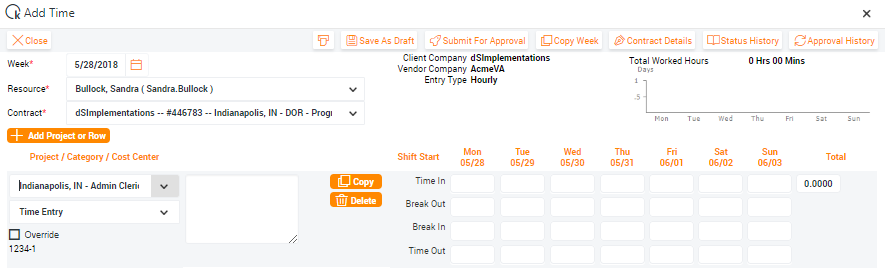 Add Time
Close
Save As Draft
Submit For Approval
Copy Week
Contract Details
Status History
Approval History
Week* 5/28/2018
Resource* Bullock, Sandra ( Sandra.Bullock )
Contract* dSImplementations -- #446783 -- Indianapolis, IN - DOR - Progr
Client Company dSImplementations
Vendor Company AcmeVA
Entry Type Hourly
Total Worked Hours 0 Hrs 00 Mins
Days
1
.5
Mon Tue Wed Thu Fri Sat Sun
Add Project or Row
Project / Category / Cost Center Shift Start Mon Tue Wed Thu Fri Sat Sun Total
05/28 05/29 05/30 05/31 06/01 06/02 06/03
Indianapolis, IN - Admin Cleric
Copy
Time In
0.0000
Delete
Time Entry
Break Out
Override
Break In
1234-1
Time Out